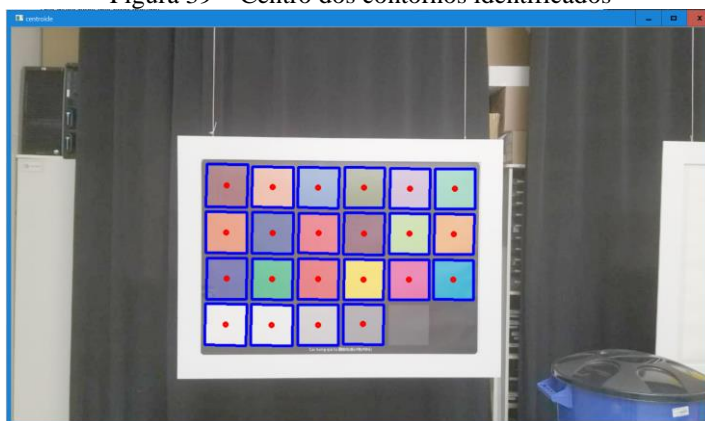 Figura 39 – Centro dos contornos identificados
centroide